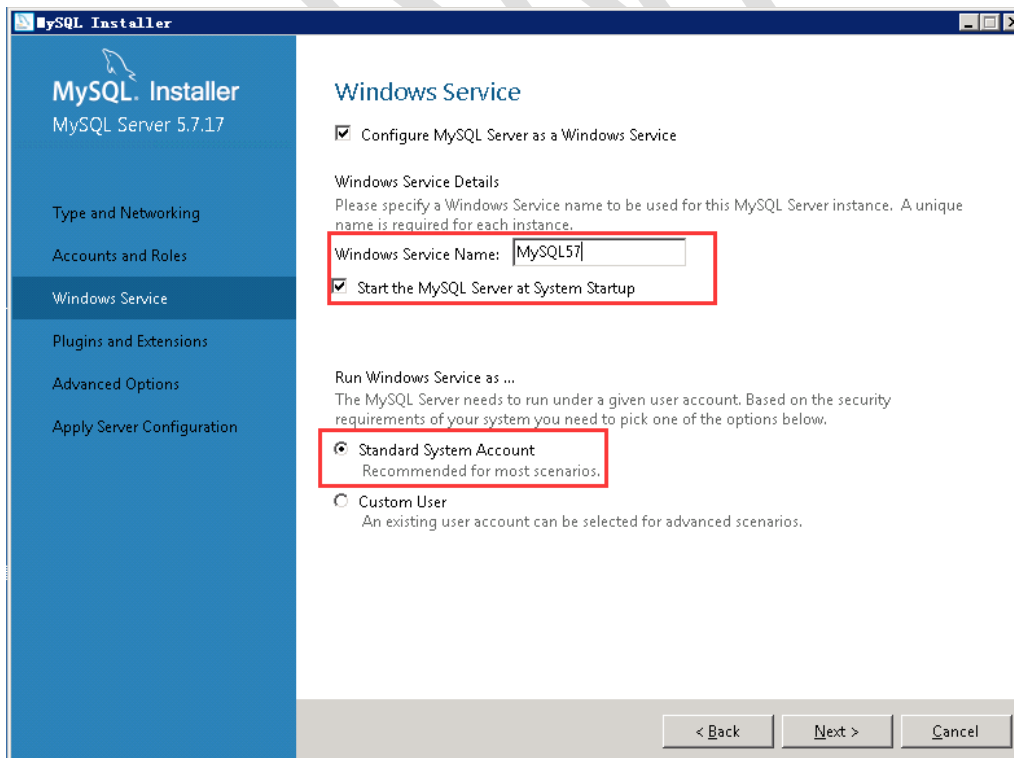 MySQL Installer
MySQL. Installer
MySQL Server 5.7.17
Type and Networking
Accounts and Roles
Windows Service
Plugins and Extensions
Advanced Options
Apply Server Configuration
Windows Service
Configure MySQL Server as a Windows Service
Windows Service Details
Please specify a Windows Service name to be used for this MySQL Server instance. A unique
name is required for each instance.
Windows Service Name: MySQL57
Start the MySQL Server at System Startup
Run Windows Service as ...
The MySQL Server needs to run under a given user account. Based on the security
requirements of your system you need to pick one of the options below.
Standard System Account
Recommended for most scenarios.
Custom User
An existing user account can be selected for advanced scenarios.
< Back Next > Cancel